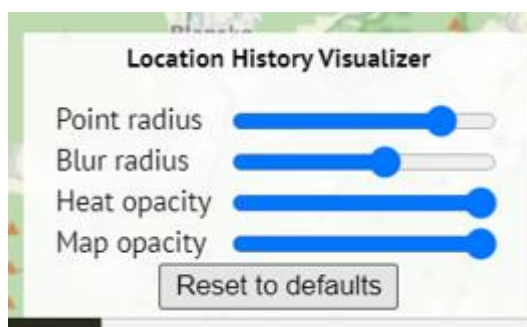 Location History Visualizer
Point radius
Blur radius
Heat opacity
Map opacity
Reset to defaults